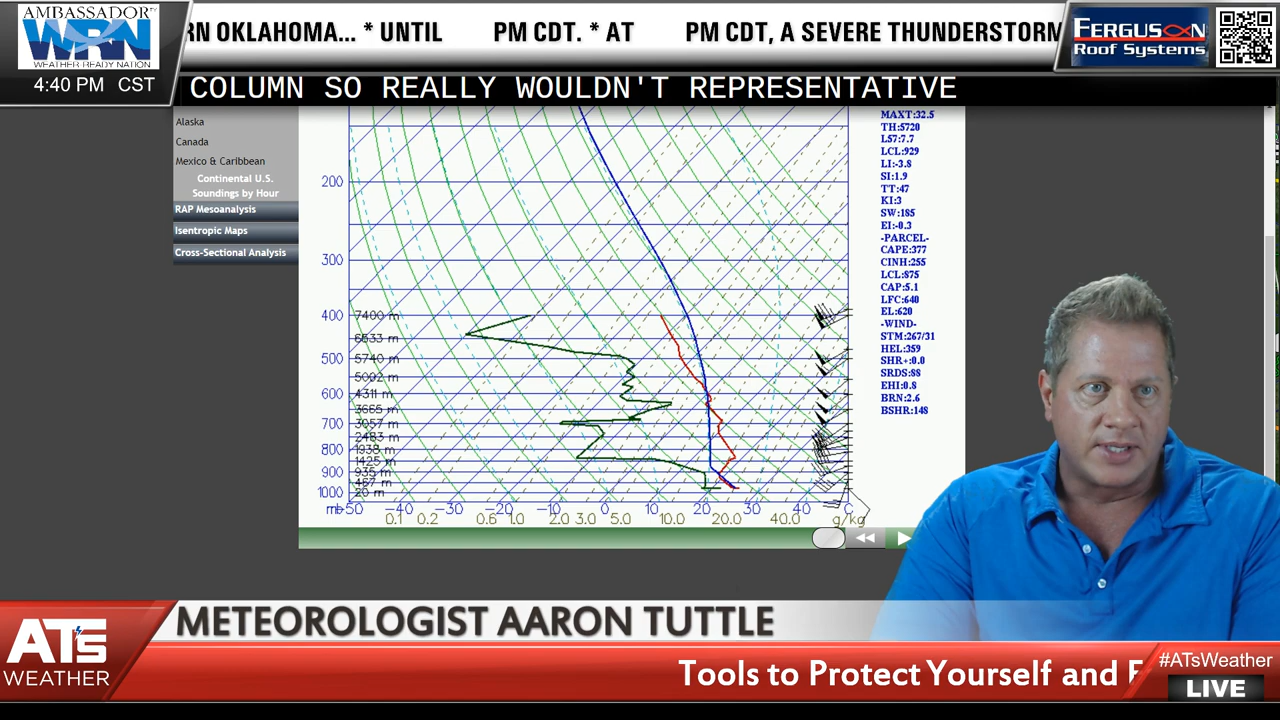 AMBASSADOR
WRN
WEATHER READY NATION
4:40 PM CST
RN OKLAHOMA... * UNTIL PM CDT. * AT PM CDT, A SEVERE THUNDERSTORM
FERGUSON
Roof Systems
COLUMN SO REALLY WOULDN'T REPRESENTATIVE
Alaska
Canada
Mexico & Caribbean
Continental U.S.
Soundings by Hour
RAP Mesoanalysis
Isentropic Maps
Cross-Sectional Analysis
200
300
400 7400 m
6533 m
500 5740 m
5002 m
600 4311 m
3665 m
700 3057 m
2483 m
800 1938 m
1425 m
900 935 m
467 m
1000 20 m
mb -50 -40 -30 -20 -10 0 10 20 30 40 C
0.1 0.2 0.6 1.0 2.0 3.0 5.0 10.0 20.0 40.0 g/kg
MAXT:32.5
TH:5720
L57:7.7
LCL:929
LI:-3.8
SI:1.9
TT:47
KI:3
SW:185
EI:-0.3
-PARCEL-
CAPE:377
CINH:255
LCL:875
CAP:5.1
LFC:640
EL:620
-WIND-
STM:267/31
HEL:359
SHR+:0.0
SRDS:88
EHI:0.8
BRN:2.6
BSHR:148
METEOROLOGIST AARON TUTTLE
ATs
WEATHER
Tools to Protect Yourself and
#ATsWeather
LIVE